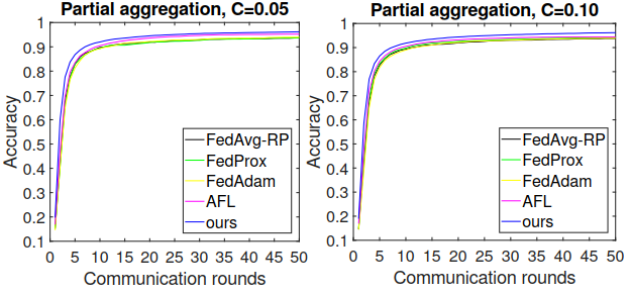 Partial aggregation, C=0.05
1
0.9
0.8
0.7
0.6
0.5
0.4
0.3
0.2
0.1
Accuracy
FedAvg-RP
FedProx
FedAdam
AFL
ours
0 5 10 15 20 25 30 35 40 45 50
Communication rounds
Partial aggregation, C=0.10
1
0.9
0.8
0.7
0.6
0.5
0.4
0.3
0.2
0.1
Accuracy
FedAvg-RP
FedProx
FedAdam
AFL
ours
0 5 10 15 20 25 30 35 40 45 50
Communication rounds